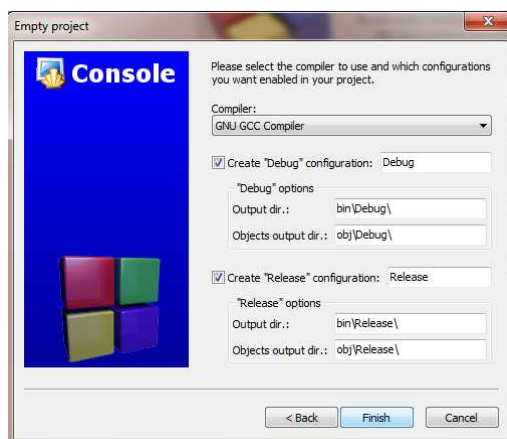 Empty project
Console
Please select the compiler to use and which configurations
you want enabled in your project.
Compiler:
GNU GCC Compiler
Create "Debug" configuration: Debug
"Debug" options
Output dir.: bin\Debug\
Objects output dir.: obj\Debug\
Create "Release" configuration: Release
"Release" options
Output dir.: bin\Release\
Objects output dir.: obj\Release\
< Back Finish Cancel